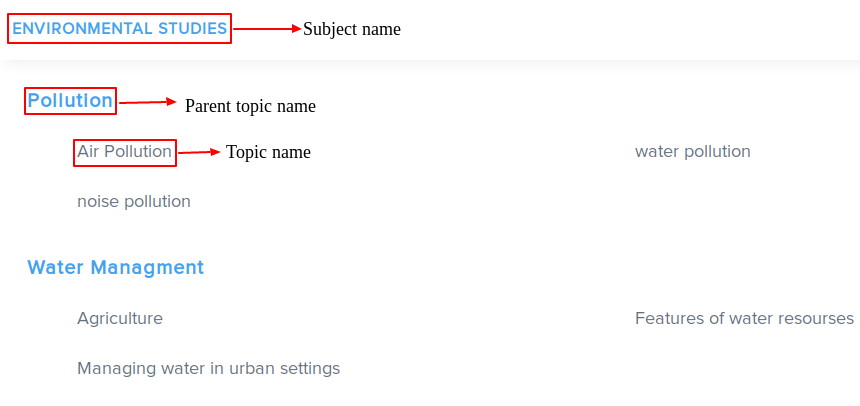 ENVIRONMENTAL STUDIES Subject name
Pollution Parent topic name
Air Pollution Topic name water pollution
noise pollution
Water Managment
Agriculture Features of water resourses
Managing water in urban settings